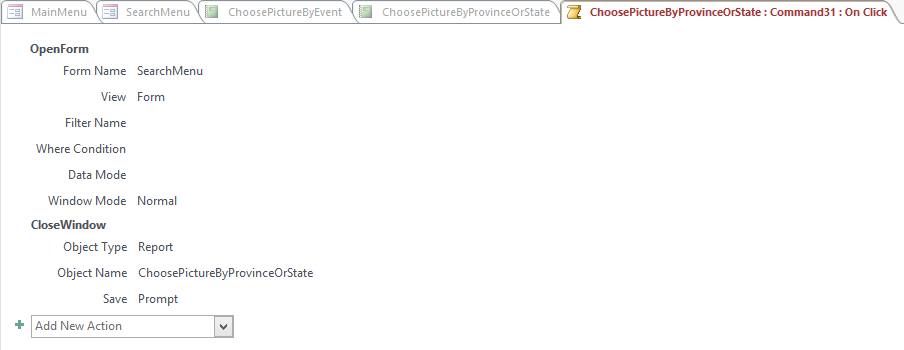 MainMenu SearchMenu ChoosePictureByEvent ChoosePictureByProvinceOrState ChoosePictureByProvinceOrState : Command31 : On Click
OpenForm
Form Name SearchMenu
View Form
Filter Name
Where Condition
Data Mode
Window Mode Normal
CloseWindow
Object Type Report
Object Name ChoosePictureByProvinceOrState
Save Prompt
Add New Action